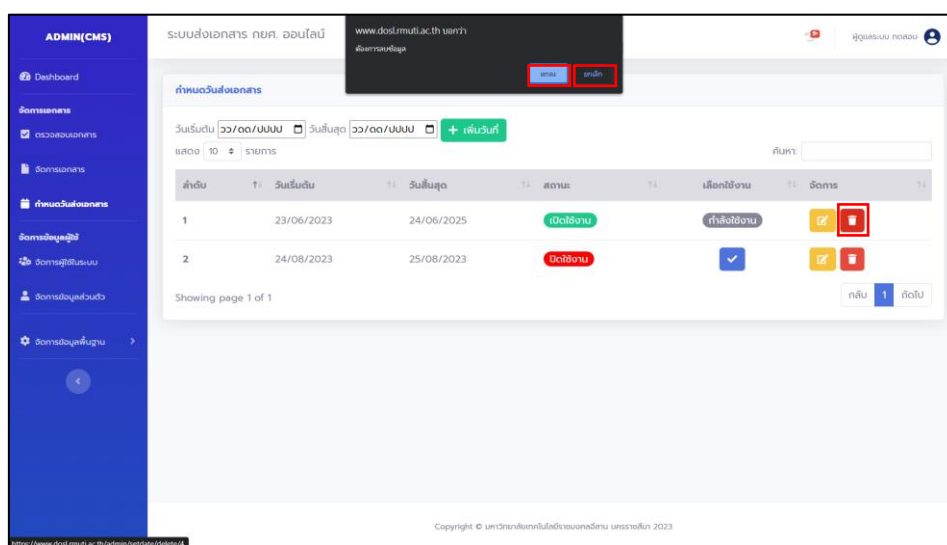 ADMIN(CMS)
ระบบส่งเอกสาร กยศ. ออนไลน์
www.dosl.rmuti.ac.th บอกว่า
ต้องการลบข้อมูล
ตกลง ยกเลิก
ผู้ดูแลระบบ ทดสอบ
Dashboard
จัดการเอกสาร
ตรวจสอบเอกสาร
จัดการเอกสาร
กำหนดวันส่งเอกสาร
จัดการข้อมูลผู้ใช้
จัดการผู้ใช้ในระบบ
จัดการข้อมูลส่วนตัว
จัดการข้อมูลพื้นฐาน
กำหนดวันส่งเอกสาร
วันเริ่มต้น วว/ดด/ปปปป วันสิ้นสุด วว/ดด/ปปปป + เพิ่มวันที่
แสดง 10 รายการ ค้นหา:
ลำดับ วันเริ่มต้น วันสิ้นสุด สถานะ เลือกใช้งาน จัดการ
1 23/06/2023 24/06/2025 เปิดใช้งาน กำลังใช้งาน
2 24/08/2023 25/08/2023 ปิดใช้งาน
Showing page 1 of 1 กลับ 1 ถัดไป
Copyright © มหาวิทยาลัยเทคโนโลยีราชมงคลอีสาน นครราชสีมา 2023
https://www.dosl.rmuti.ac.th/admin/setdate/delete/4